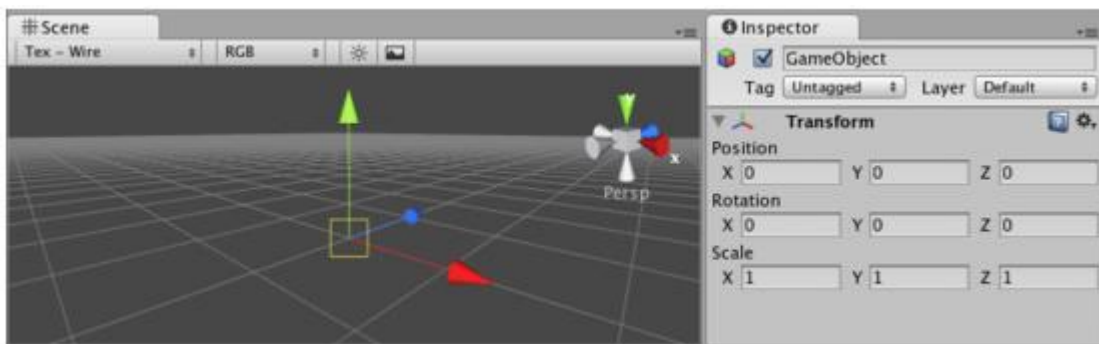 Scene
Tex – Wire RGB
Y
x
Persp
Inspector
GameObject
Tag Untagged Layer Default
Transform
Position
X 0 Y 0 Z 0
Rotation
X 0 Y 0 Z 0
Scale
X 1 Y 1 Z 1